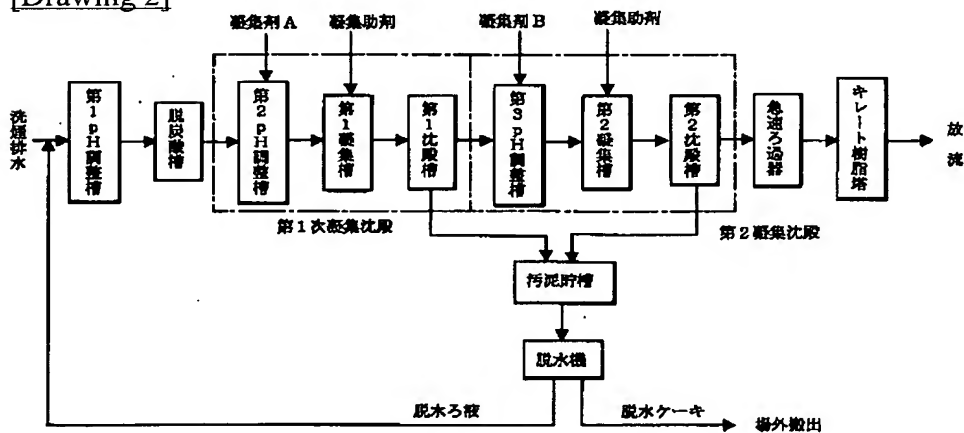 [Drawing 2]
凝集剤A
凝集助剤
凝集剤B
凝集助剤
洗煙排水
第1pH調整槽
脱炭酸槽
第2pH調整槽
第1凝集槽
第1沈殿槽
第3pH調整槽
第2凝集槽
第2沈殿槽
急速ろ過器
キレート樹脂塔
放流
第1次凝集沈殿
第2凝集沈殿
汚泥貯槽
脱水機
脱水ろ液
脱水ケーキ
場外搬出